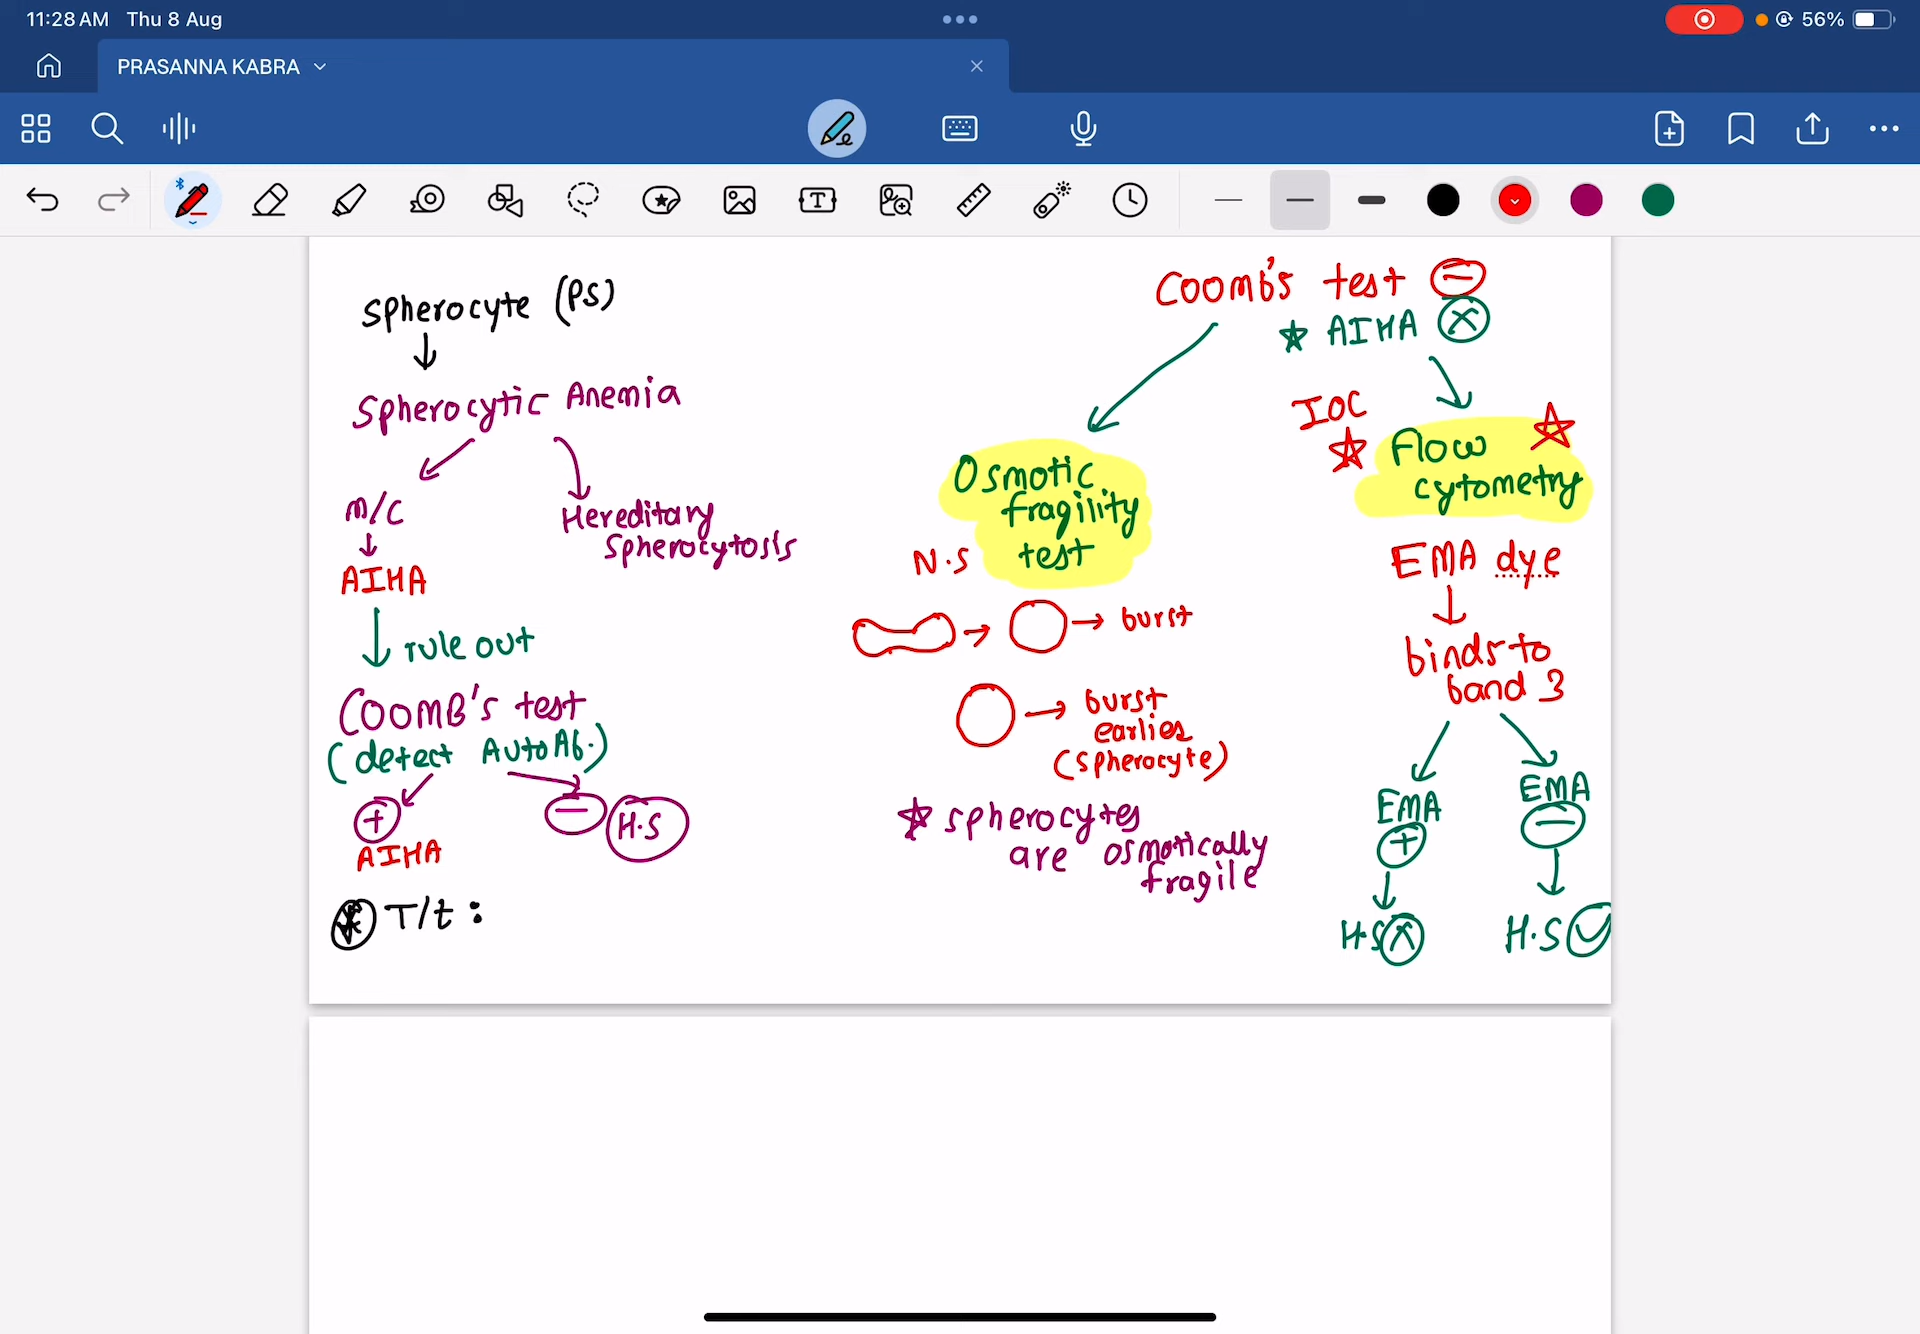 11:28 AM Thu 8 Aug
56%
PRASANNA KABRA
Spherocyte (PS)
Spherocytic Anemia
M/C
AIHA
Hereditary
Spherocytosis
rule out
COOMB's test
(detect AutoAb.)
+
AIHA
−
H.S
* T/t :
Coomb's test −
★ AIHA X
Osmotic
fragility
test
N.S
→ burst
→ burst
earlies
(spherocyte)
☆ spherocytes
are osmotically
fragile
IOC
☆ Flow ☆
cytometry
EMA dye
binds to
band 3
EMA
+
H.S X
EMA
−
H.S ✓